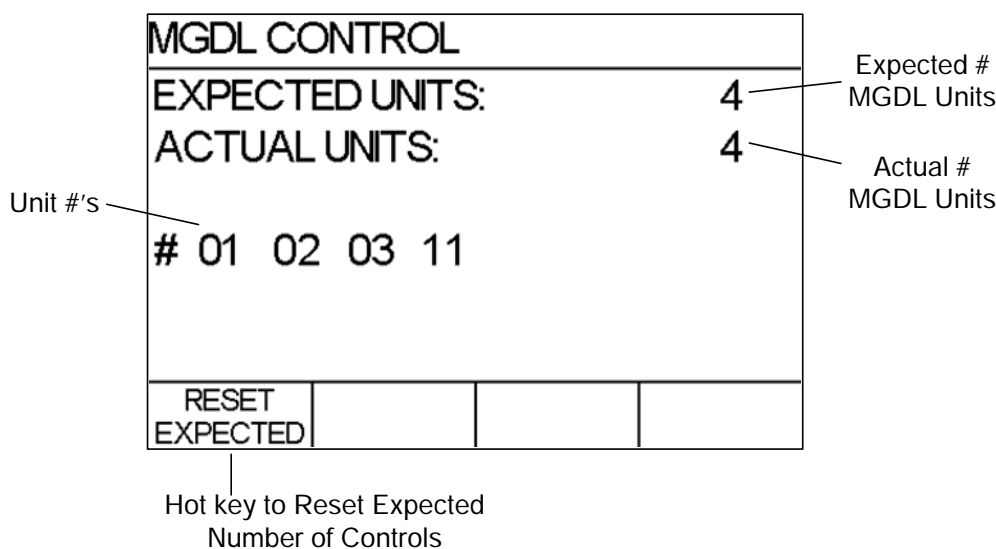 MGDL CONTROL
EXPECTED UNITS: 4
ACTUAL UNITS: 4
# 01 02 03 11
RESET
EXPECTED
Expected #
MGDL Units
Actual #
MGDL Units
Unit #'s
Hot key to Reset Expected
Number of Controls